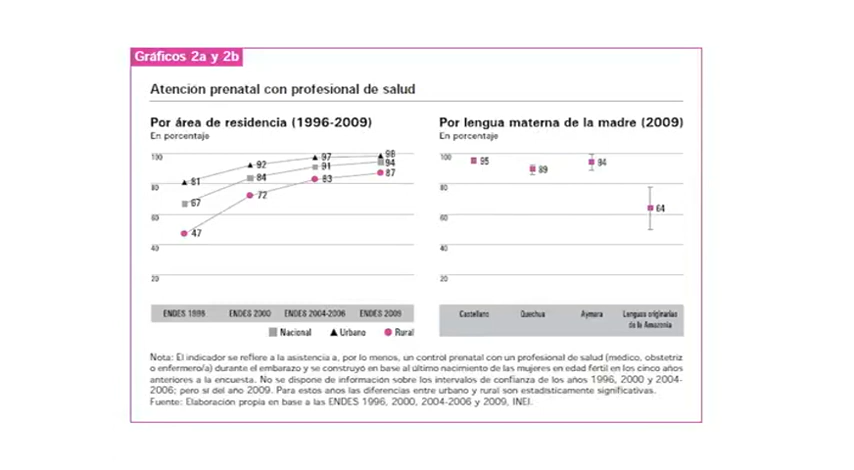 Gráficos 2a y 2b
Atención prenatal con profesional de salud
Por área de residencia (1996-2009)
En porcentaje
100
80
60
40
20
81
92
97
98
67
84
91
94
47
72
83
87
ENDES 1996 ENDES 2000 ENDES 2004-2006 ENDES 2009
Nacional Urbano Rural
Por lengua materna de la madre (2009)
En porcentaje
100
80
60
40
20
95
89
94
64
Castellano Quechua Aymara Lenguas originarias
de la Amazonía
Nota: El indicador se refiere a la asistencia a, por lo menos, un control prenatal con un profesional de salud (médico, obstetriz
o enfermero/a) durante el embarazo y se construyó en base al último nacimiento de las mujeres en edad fértil en los cinco años
anteriores a la encuesta. No se dispone de información sobre los intervalos de confianza de los años 1996, 2000 y 2004-
2006; pero sí del año 2009. Para estos años las diferencias entre urbano y rural son estadísticamente significativas.
Fuente: Elaboración propia en base a las ENDES 1996, 2000, 2004-2006 y 2009, INEI.